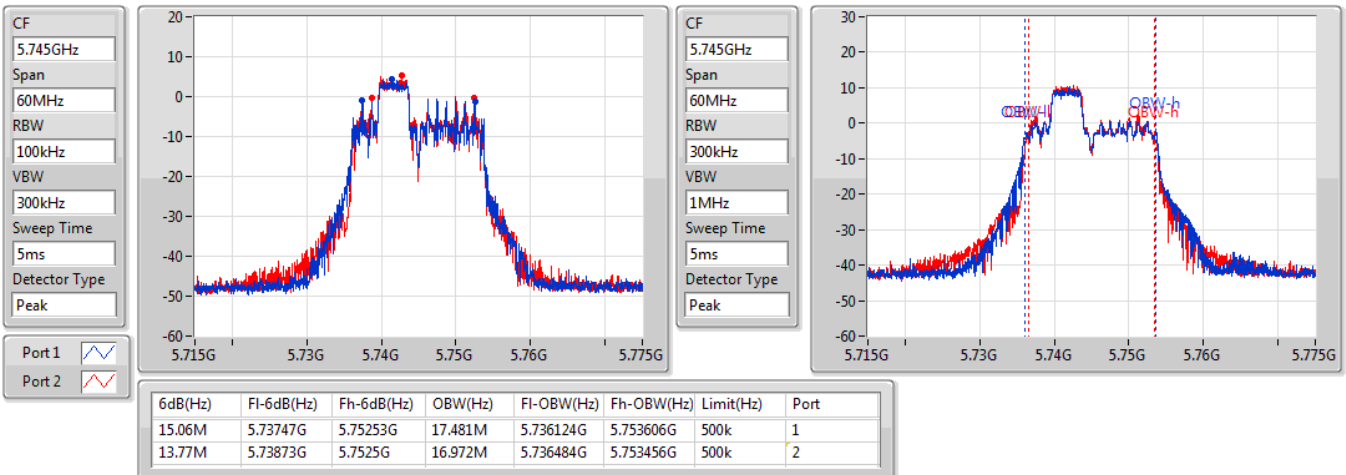 CF
5.745GHz
Span
60MHz
RBW
100kHz
VBW
300kHz
Sweep Time
5ms
Detector Type
Peak
Port 1
Port 2
20
10
0
-10
-20
-30
-40
-50
-60
5.715G 5.73G 5.74G 5.75G 5.76G 5.775G
CF
5.745GHz
Span
60MHz
RBW
300kHz
VBW
1MHz
Sweep Time
5ms
Detector Type
Peak
30
20
10
0
-10
-20
-30
-40
-50
-60
OBW-h
OBW-h
5.715G 5.73G 5.74G 5.75G 5.76G 5.775G
6dB(Hz) Fl-6dB(Hz) Fh-6dB(Hz) OBW(Hz) Fl-OBW(Hz) Fh-OBW(Hz) Limit(Hz) Port
15.06M 5.73747G 5.75253G 17.481M 5.736124G 5.753606G 500k 1
13.77M 5.73873G 5.7525G 16.972M 5.736484G 5.753456G 500k 2